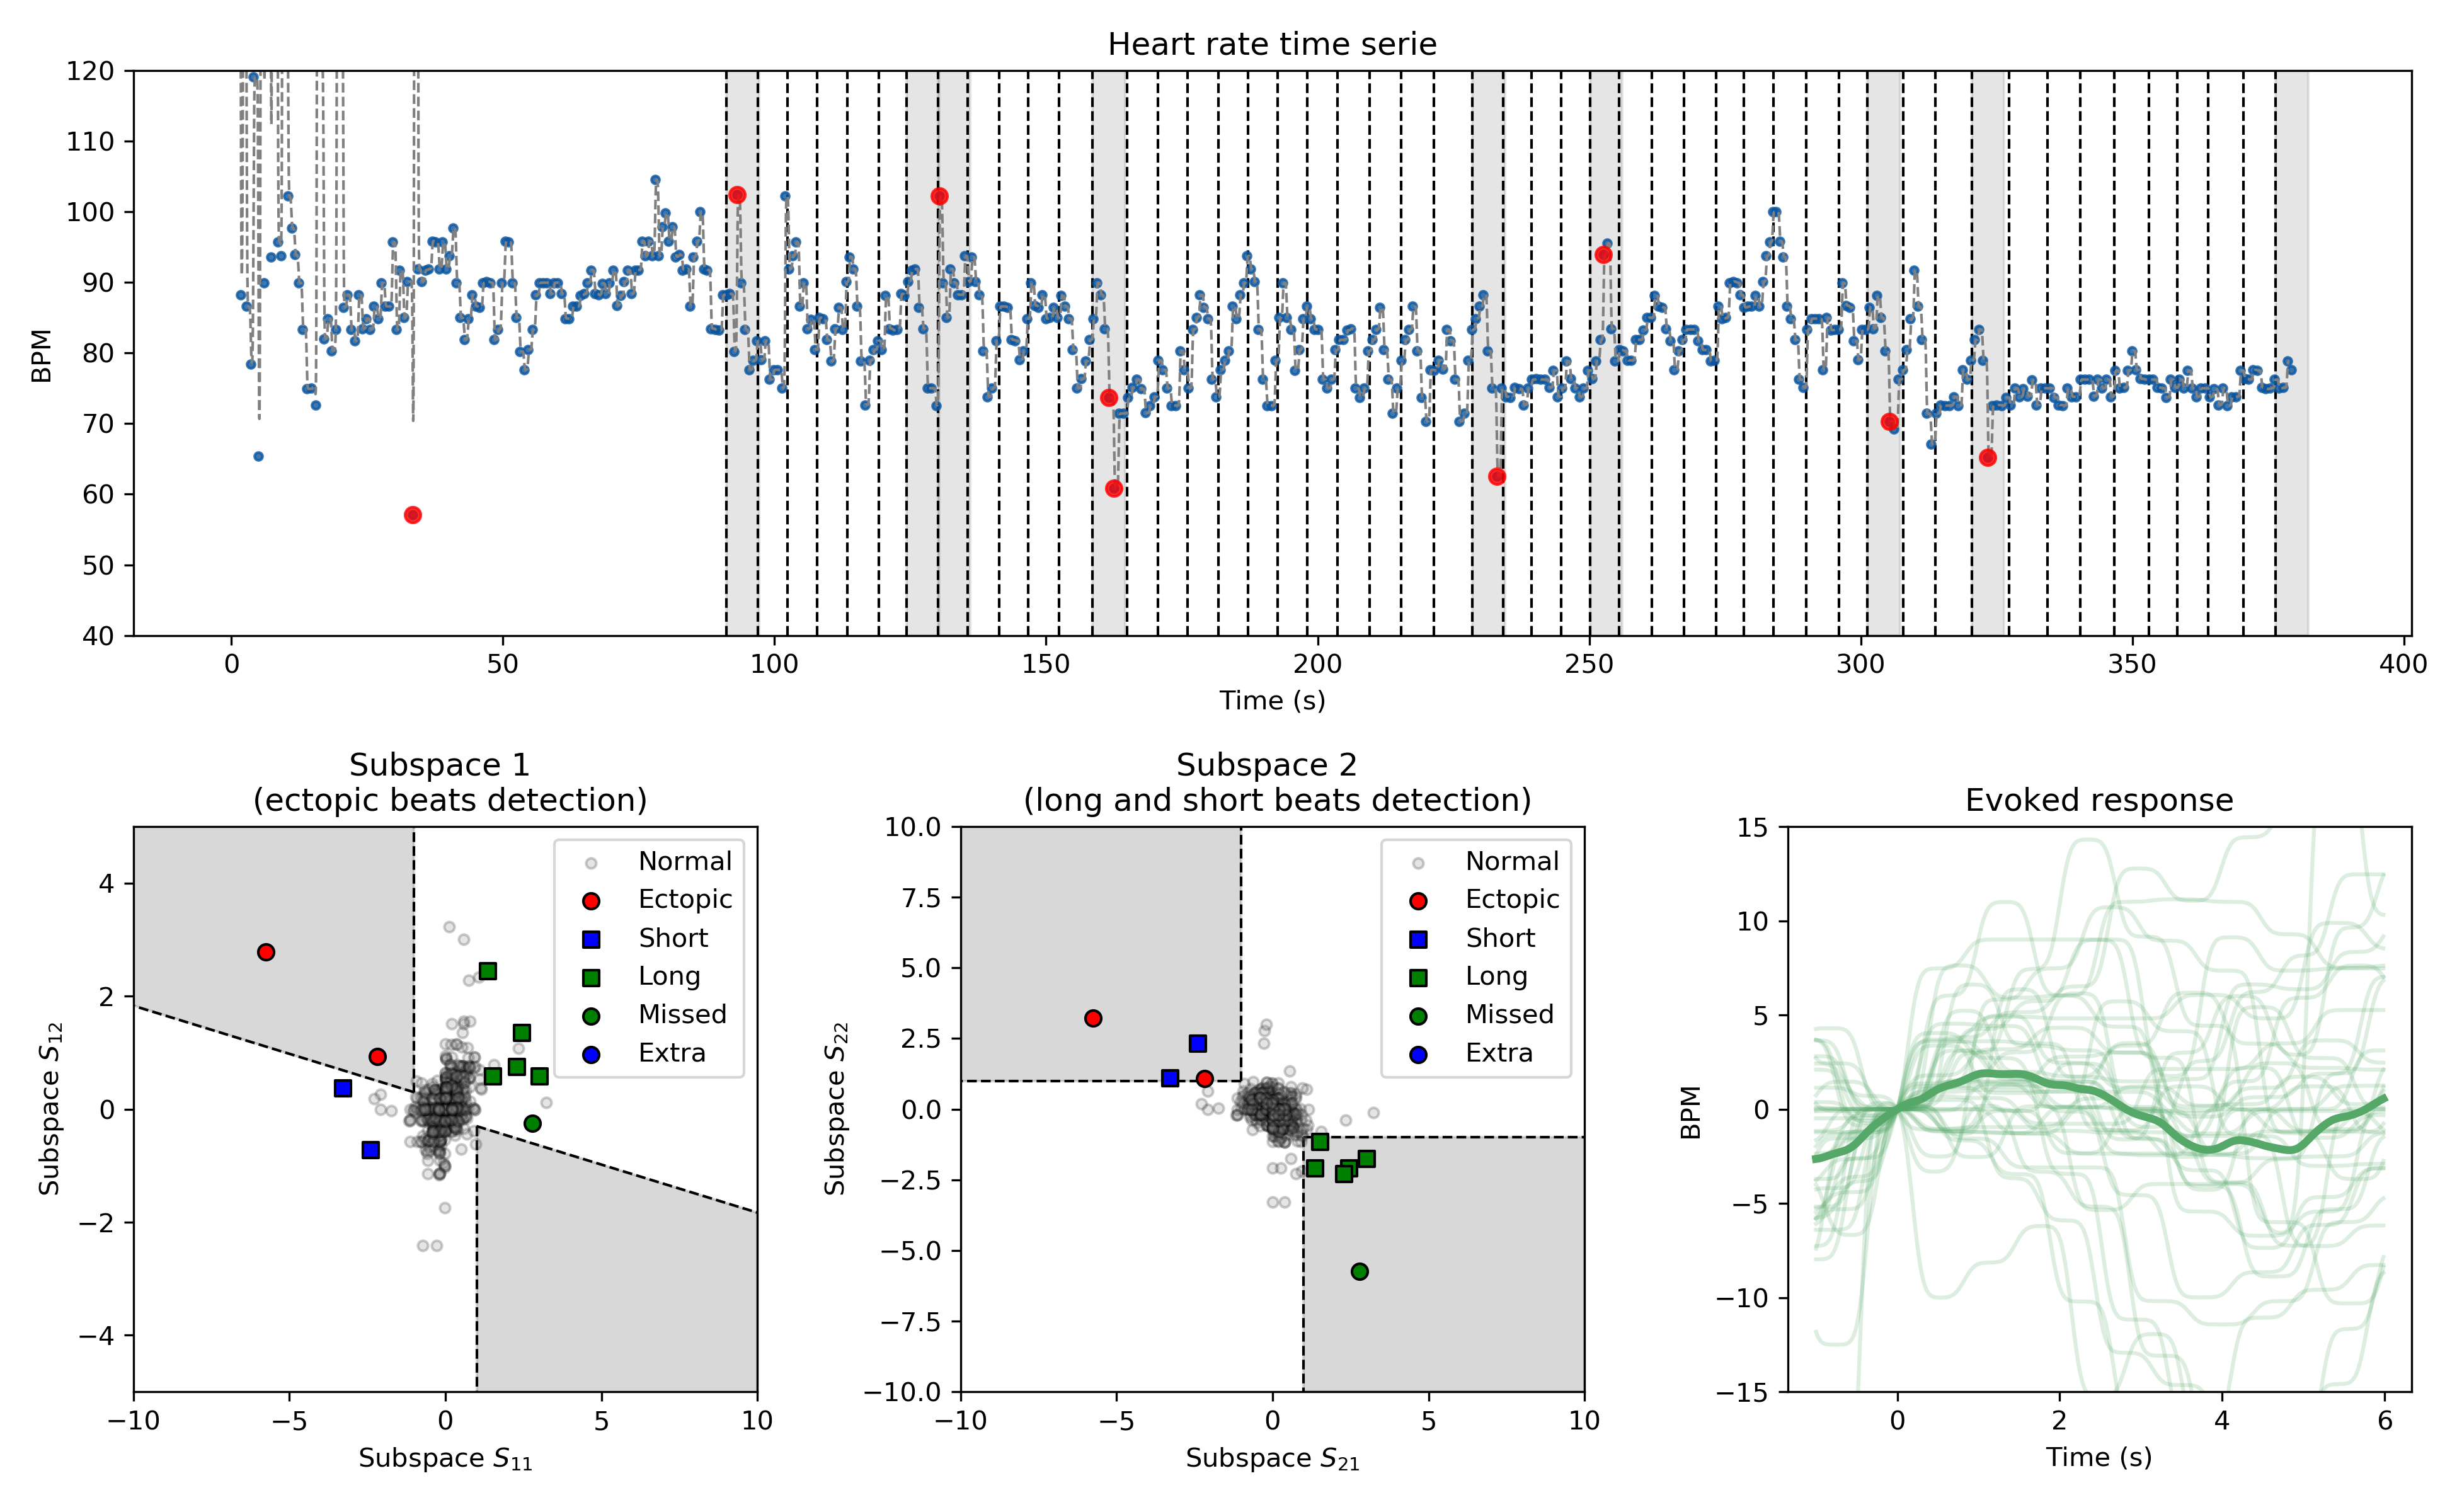 Heart rate time serie
120
110
100
90
80
70
60
50
40
BPM
0 50 100 150 200 250 300 350 400
Time (s)
Subspace 1
(ectopic beats detection)
4
2
0
−2
−4
Subspace S12
Normal
Ectopic
Short
Long
Missed
Extra
−10 −5 0 5 10
Subspace S11
Subspace 2
(long and short beats detection)
10.0
7.5
5.0
2.5
0.0
−2.5
−5.0
−7.5
−10.0
Subspace S22
Normal
Ectopic
Short
Long
Missed
Extra
−10 −5 0 5 10
Subspace S21
Evoked response
15
10
5
0
−5
−10
−15
BPM
0 2 4 6
Time (s)